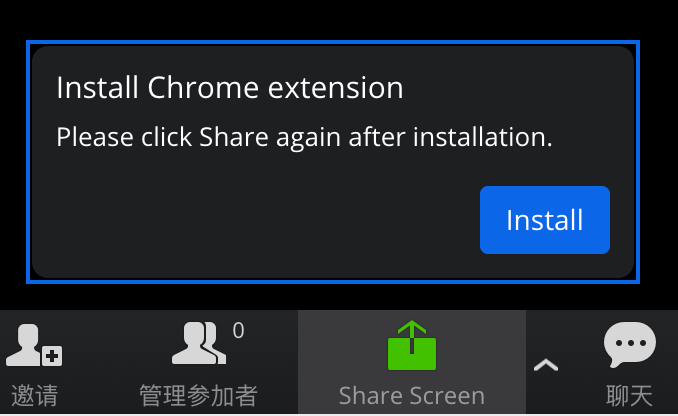 Install Chrome extension
Please click Share again after installation.
Install
0
邀请
管理参加者
Share Screen
聊天